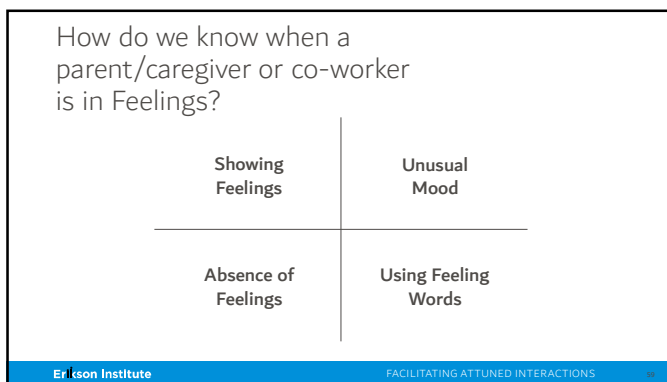 How do we know when a
parent/caregiver or co-worker
is in Feelings?
Showing
Feelings
Unusual
Mood
Absence of
Feelings
Using Feeling
Words
Erikson Institute
FACILITATING ATTUNED INTERACTIONS